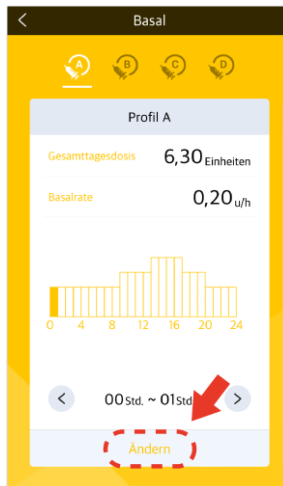 Basal
A B C D
Profil A
Gesamttagesdosis 6,30 Einheiten
Basalrate 0,20 u/h
0 4 8 12 16 20 24
00 Std. ~ 01 Std.
Ändern